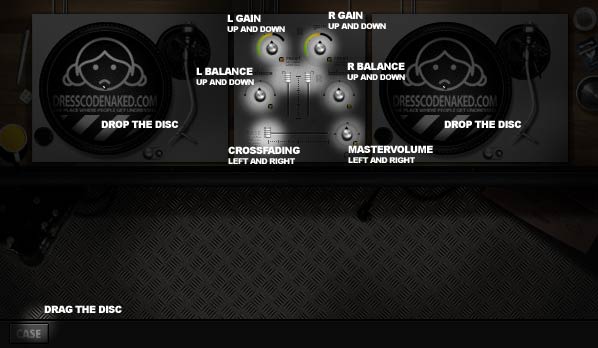 L GAIN
UP AND DOWN
R GAIN
UP AND DOWN
L BALANCE
UP AND DOWN
R BALANCE
UP AND DOWN
DRESSCODENAKED.COM
DRESSCODENAKED.COM
DROP THE DISC
DROP THE DISC
CROSSFADING
LEFT AND RIGHT
MASTERVOLUME
LEFT AND RIGHT
DRAG THE DISC
CASE